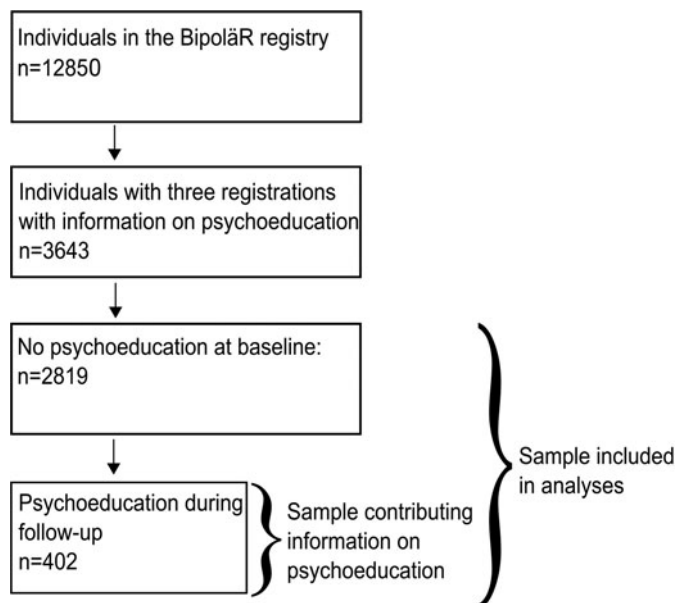 Individuals in the BipoläR registry
n=12850
Individuals with three registrations
with information on psychoeducation
n=3643
No psychoeducation at baseline:
n=2819
Psychoeducation during
follow-up
n=402
Sample contributing
information on
psychoeducation
Sample included
in analyses